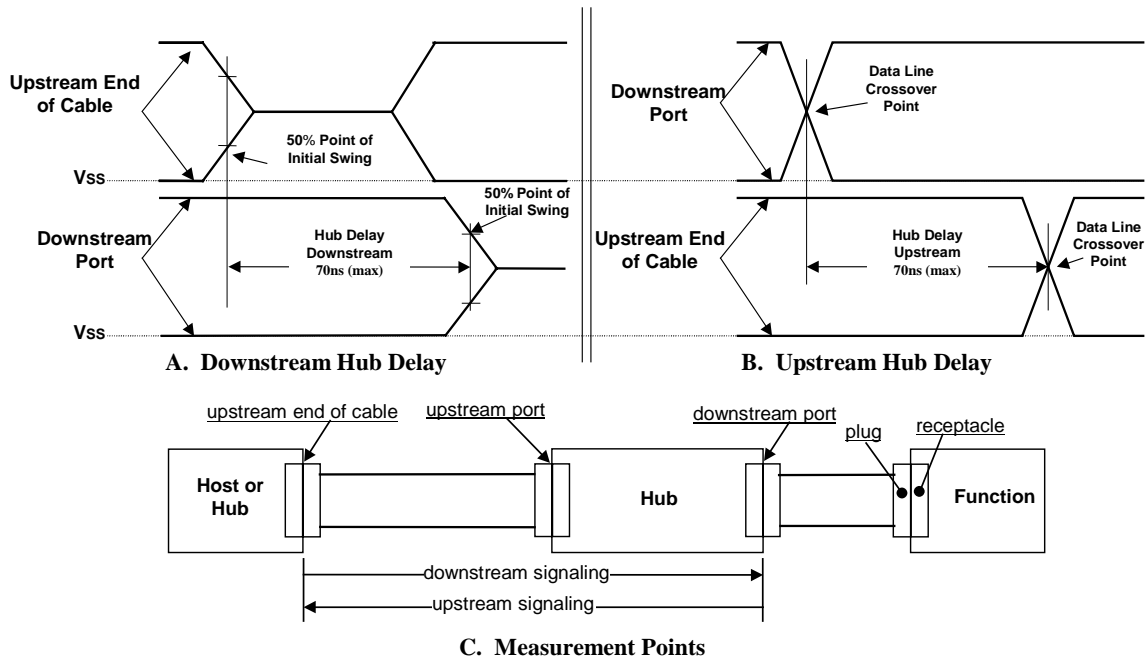 Upstream End
of Cable
50% Point of
Initial Swing
VSS
50% Point of
Initial Swing
Downstream
Port
Hub Delay
Downstream
70ns (max)
VSS
A. Downstream Hub Delay
Downstream
Port
Data Line
Crossover
Point
Upstream End
of Cable
Hub Delay
Upstream
70ns (max)
Data Line
Crossover
Point
B. Upstream Hub Delay
upstream end of cable
upstream port
downstream port
plug
receptacle
Host or
Hub
Hub
Function
downstream signaling
upstream signaling
C. Measurement Points